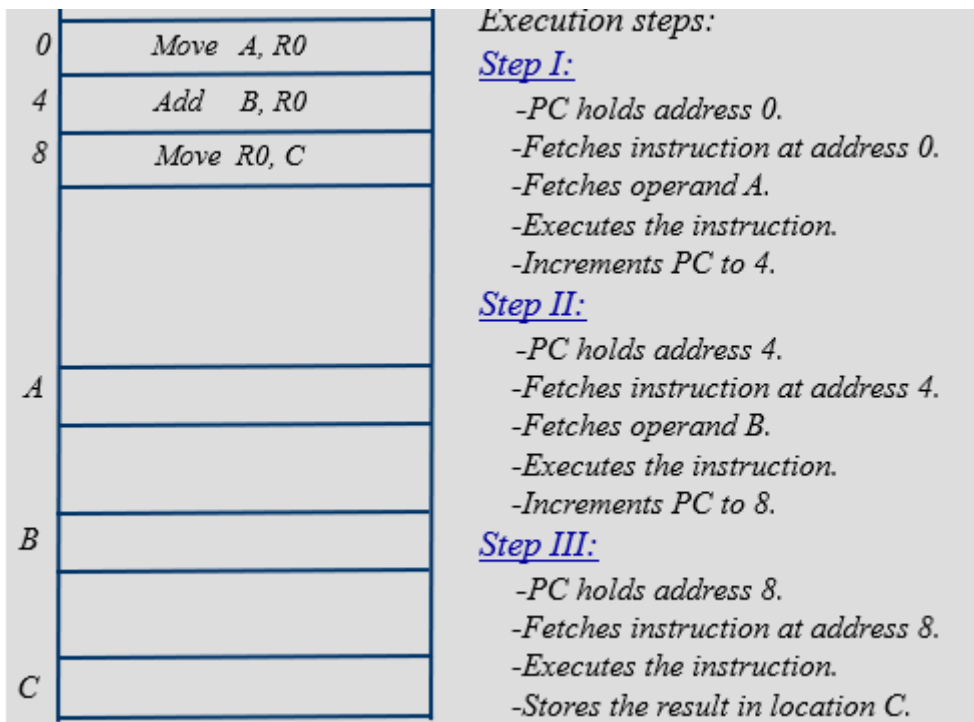 0 Move A, R0
4 Add B, R0
8 Move R0, C
A
B
C
Execution steps:
Step I:
-PC holds address 0.
-Fetches instruction at address 0.
-Fetches operand A.
-Executes the instruction.
-Increments PC to 4.
Step II:
-PC holds address 4.
-Fetches instruction at address 4.
-Fetches operand B.
-Executes the instruction.
-Increments PC to 8.
Step III:
-PC holds address 8.
-Fetches instruction at address 8.
-Executes the instruction.
-Stores the result in location C.